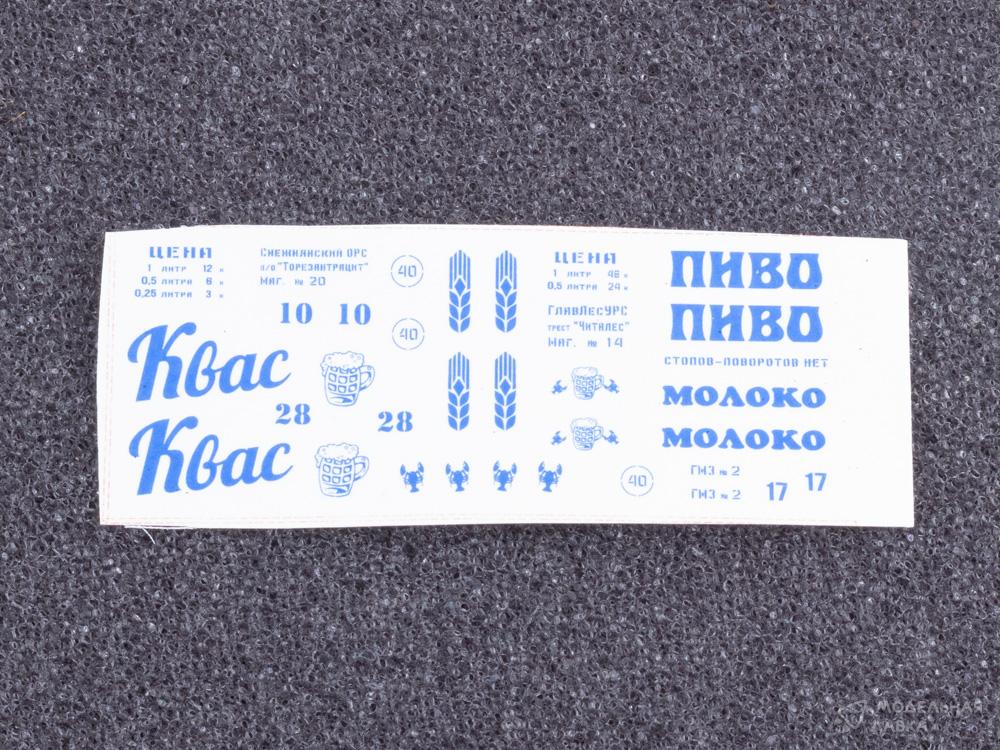 ЦЕНА
1 ЛИТР 12 к
0,5 ЛИТРА 6 к
0,25 ЛИТРА 3 к
СНЕЖНЯНСКИЙ ОРС
п/о "ТОРЕЗАНТРАЦИТ"
МАГ. № 20
40
10 10
40
Квас
28 28
Квас
ЦЕНА
1 ЛИТР 48 к
0,5 ЛИТРА 24 к
ГЛАВЛЕСУРС
ТРЕСТ "ЧИТАЛЕС"
МАГ. № 14
40
ПИВО
ПИВО
СТОПОВ-ПОВОРОТОВ НЕТ
МОЛОКО
МОЛОКО
ГМЗ № 2
ГМЗ № 2
17 17
МОДЕЛЬНАЯ
ЛАВКА